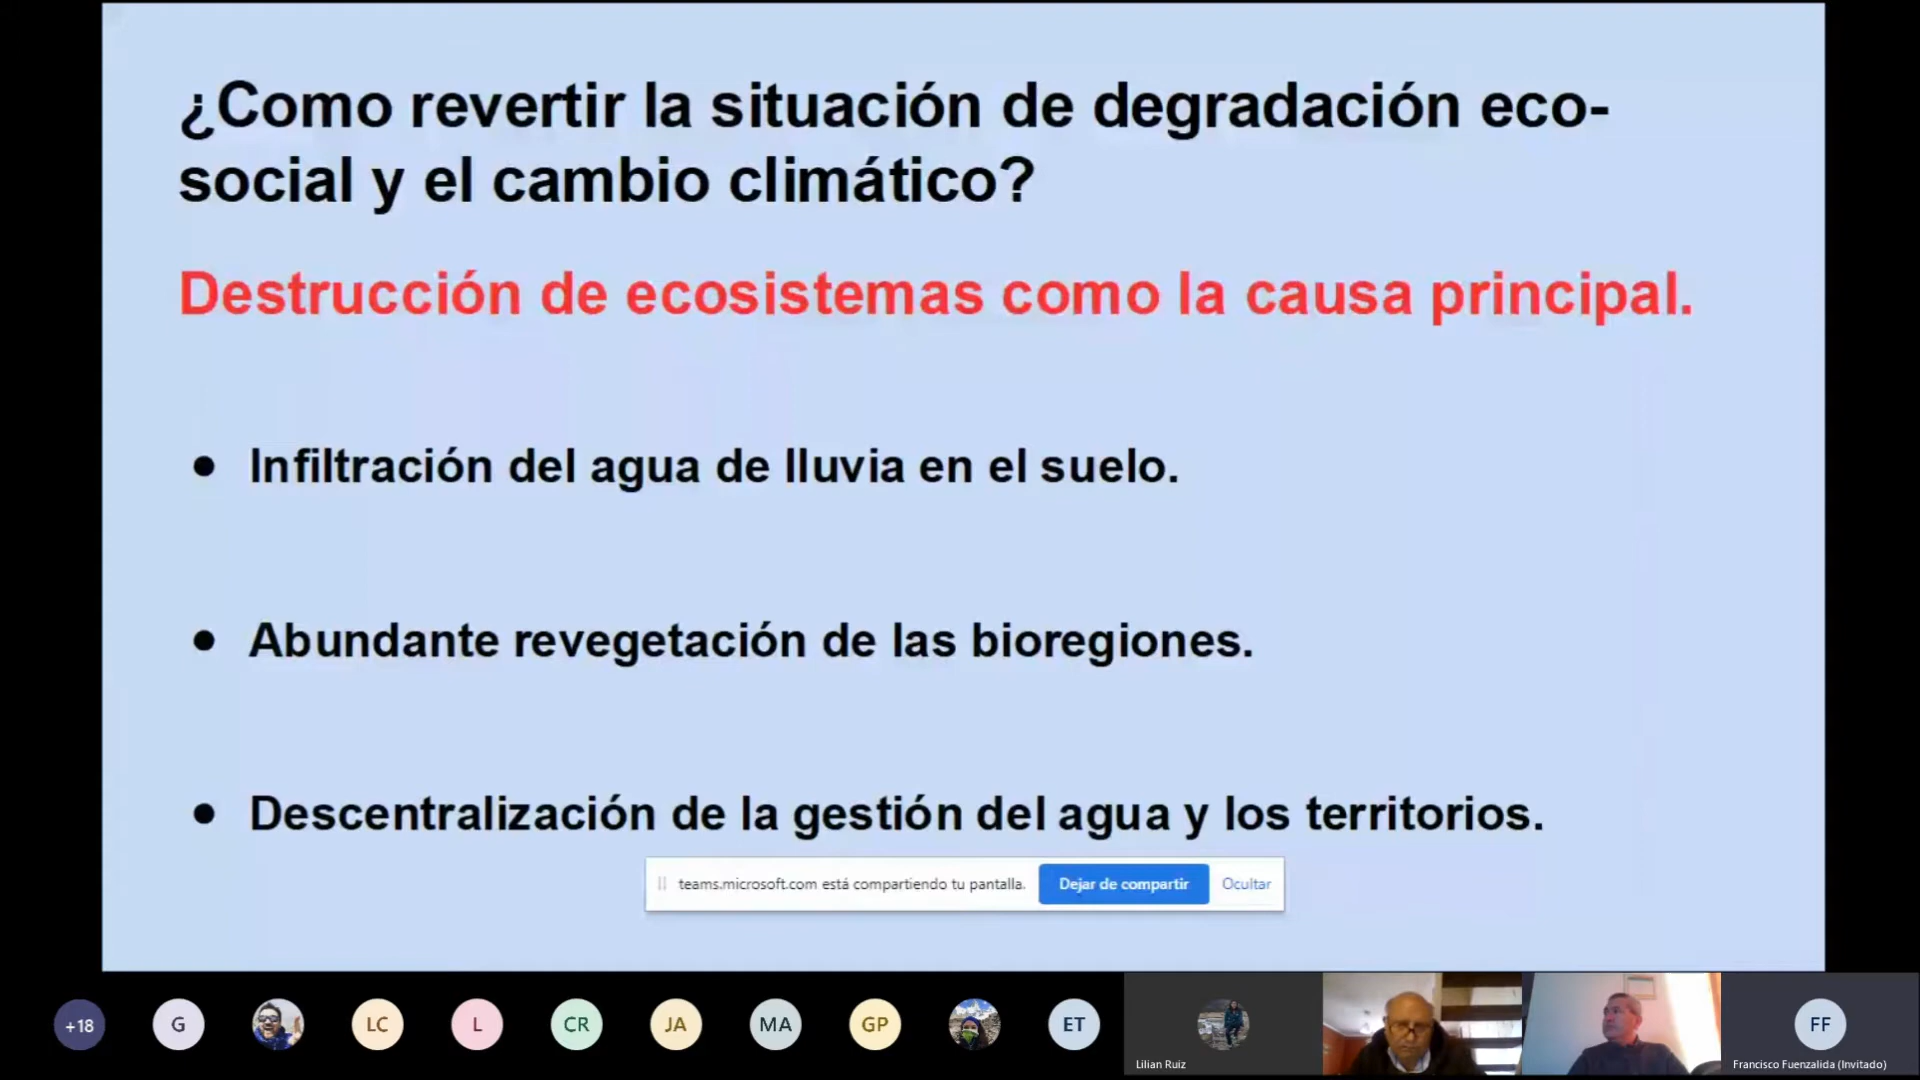 ¿Como revertir la situación de degradación eco-
social y el cambio climático?
Destrucción de ecosistemas como la causa principal.
● Infiltración del agua de lluvia en el suelo.
● Abundante revegetación de las bioregiones.
● Descentralización de la gestión del agua y los territorios.
teams.microsoft.com está compartiendo tu pantalla. Dejar de compartir Ocultar
+18 G LC L CR JA MA GP ET FF
Lilian Ruiz Francisco Fuenzalida (Invitado)